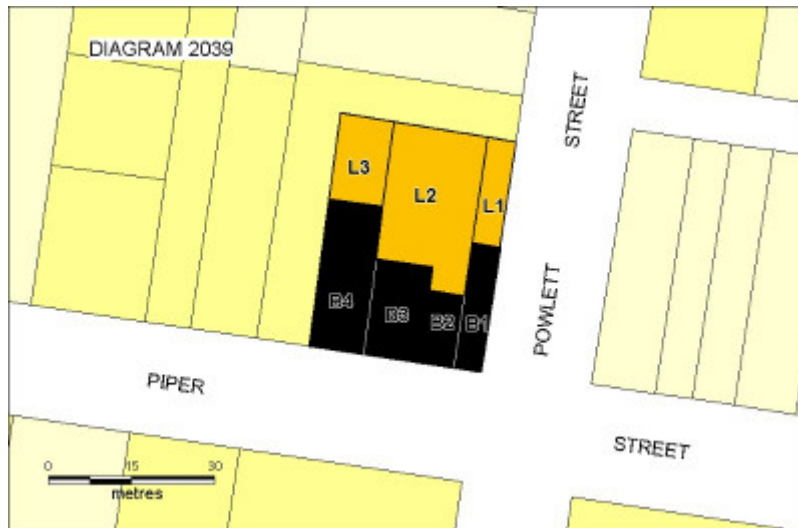 DIAGRAM 2039
STREET
L3
L2
L1
POWLETT
B4
B3
B2
B1
PIPER
STREET
0 15 30
metres